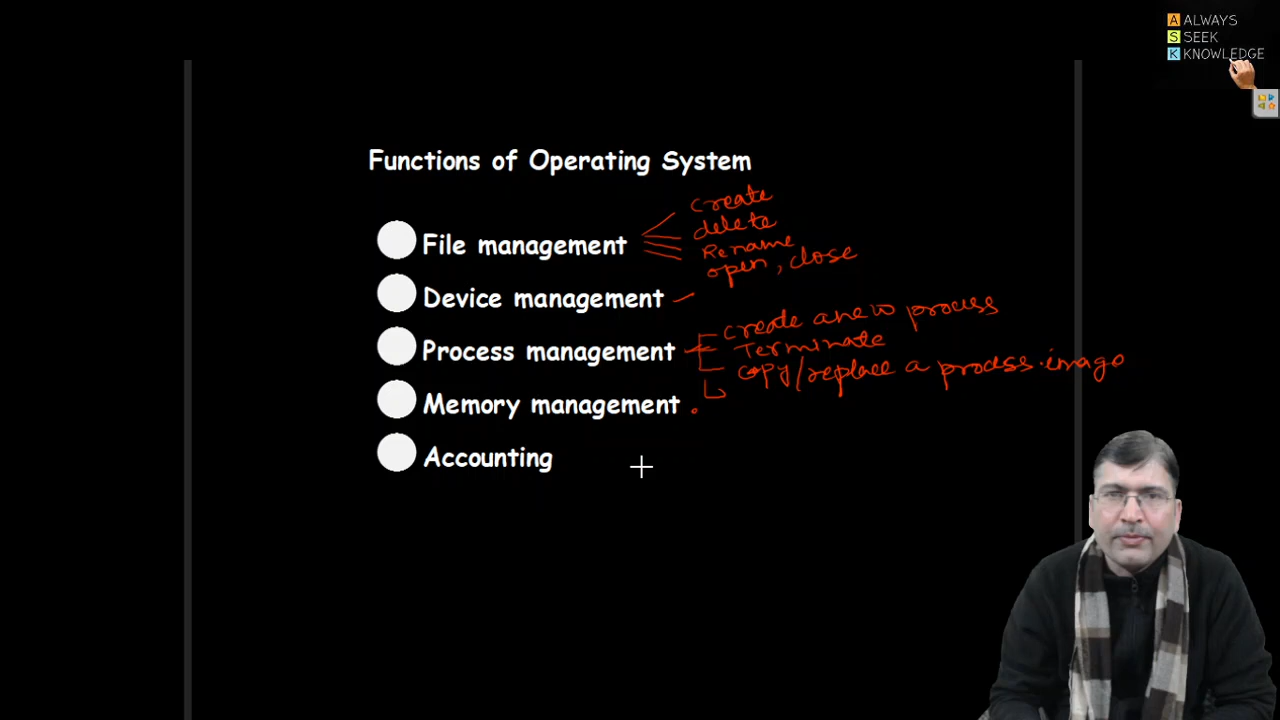 A ALWAYS
S SEEK
K KNOWLEDGE
Functions of Operating System
create
delete
File management
Rename
open, close
Device management
create a new process
Process management
Terminate
copy/replace a process image
Memory management
Accounting